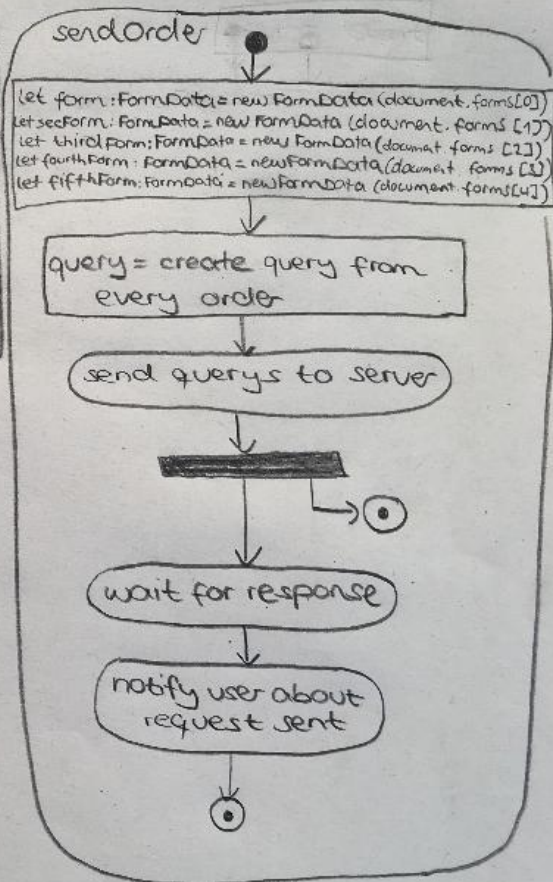 sendOrder
let form: FormData = new FormData (document.forms[0])
let secForm: FormData = new FormData (document.forms [1])
let thirdForm: FormData = new FormData (document.forms [2])
let fourthForm: FormData = new FormData (document.forms [3])
let fifthForm: FormData = new FormData (document.forms[4])
query = create query from
every order
send querys to server
wait for response
notify user about
request sent